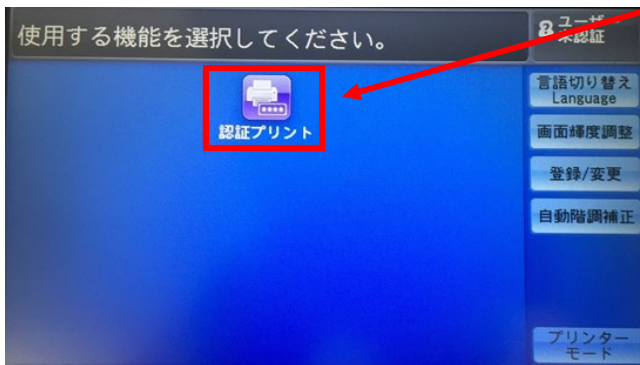 使用する機能を選択してください。
ユーザー
未認証
認証プリント
言語切り替え
Language
画面輝度調整
登録/変更
自動階調補正
プリンター
モード